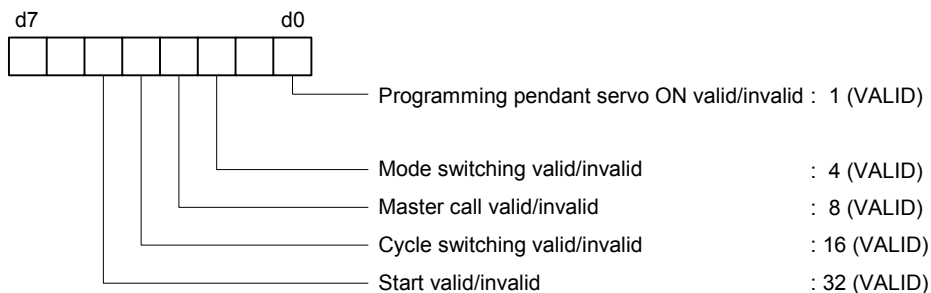 d7 d0
Programming pendant servo ON valid/invalid : 1 (VALID)
Mode switching valid/invalid : 4 (VALID)
Master call valid/invalid : 8 (VALID)
Cycle switching valid/invalid : 16 (VALID)
Start valid/invalid : 32 (VALID)